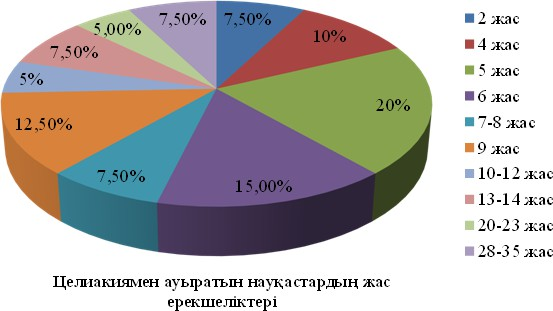 7,50%
7,50%
10%
20%
15,00%
7,50%
12,50%
5%
7,50%
5,00%
2 жас
4 жас
5 жас
6 жас
7-8 жас
9 жас
10-12 жас
13-14 жас
20-23 жас
28-35 жас
Целиакиямен ауыратын науқастардың жас
ерекшеліктері